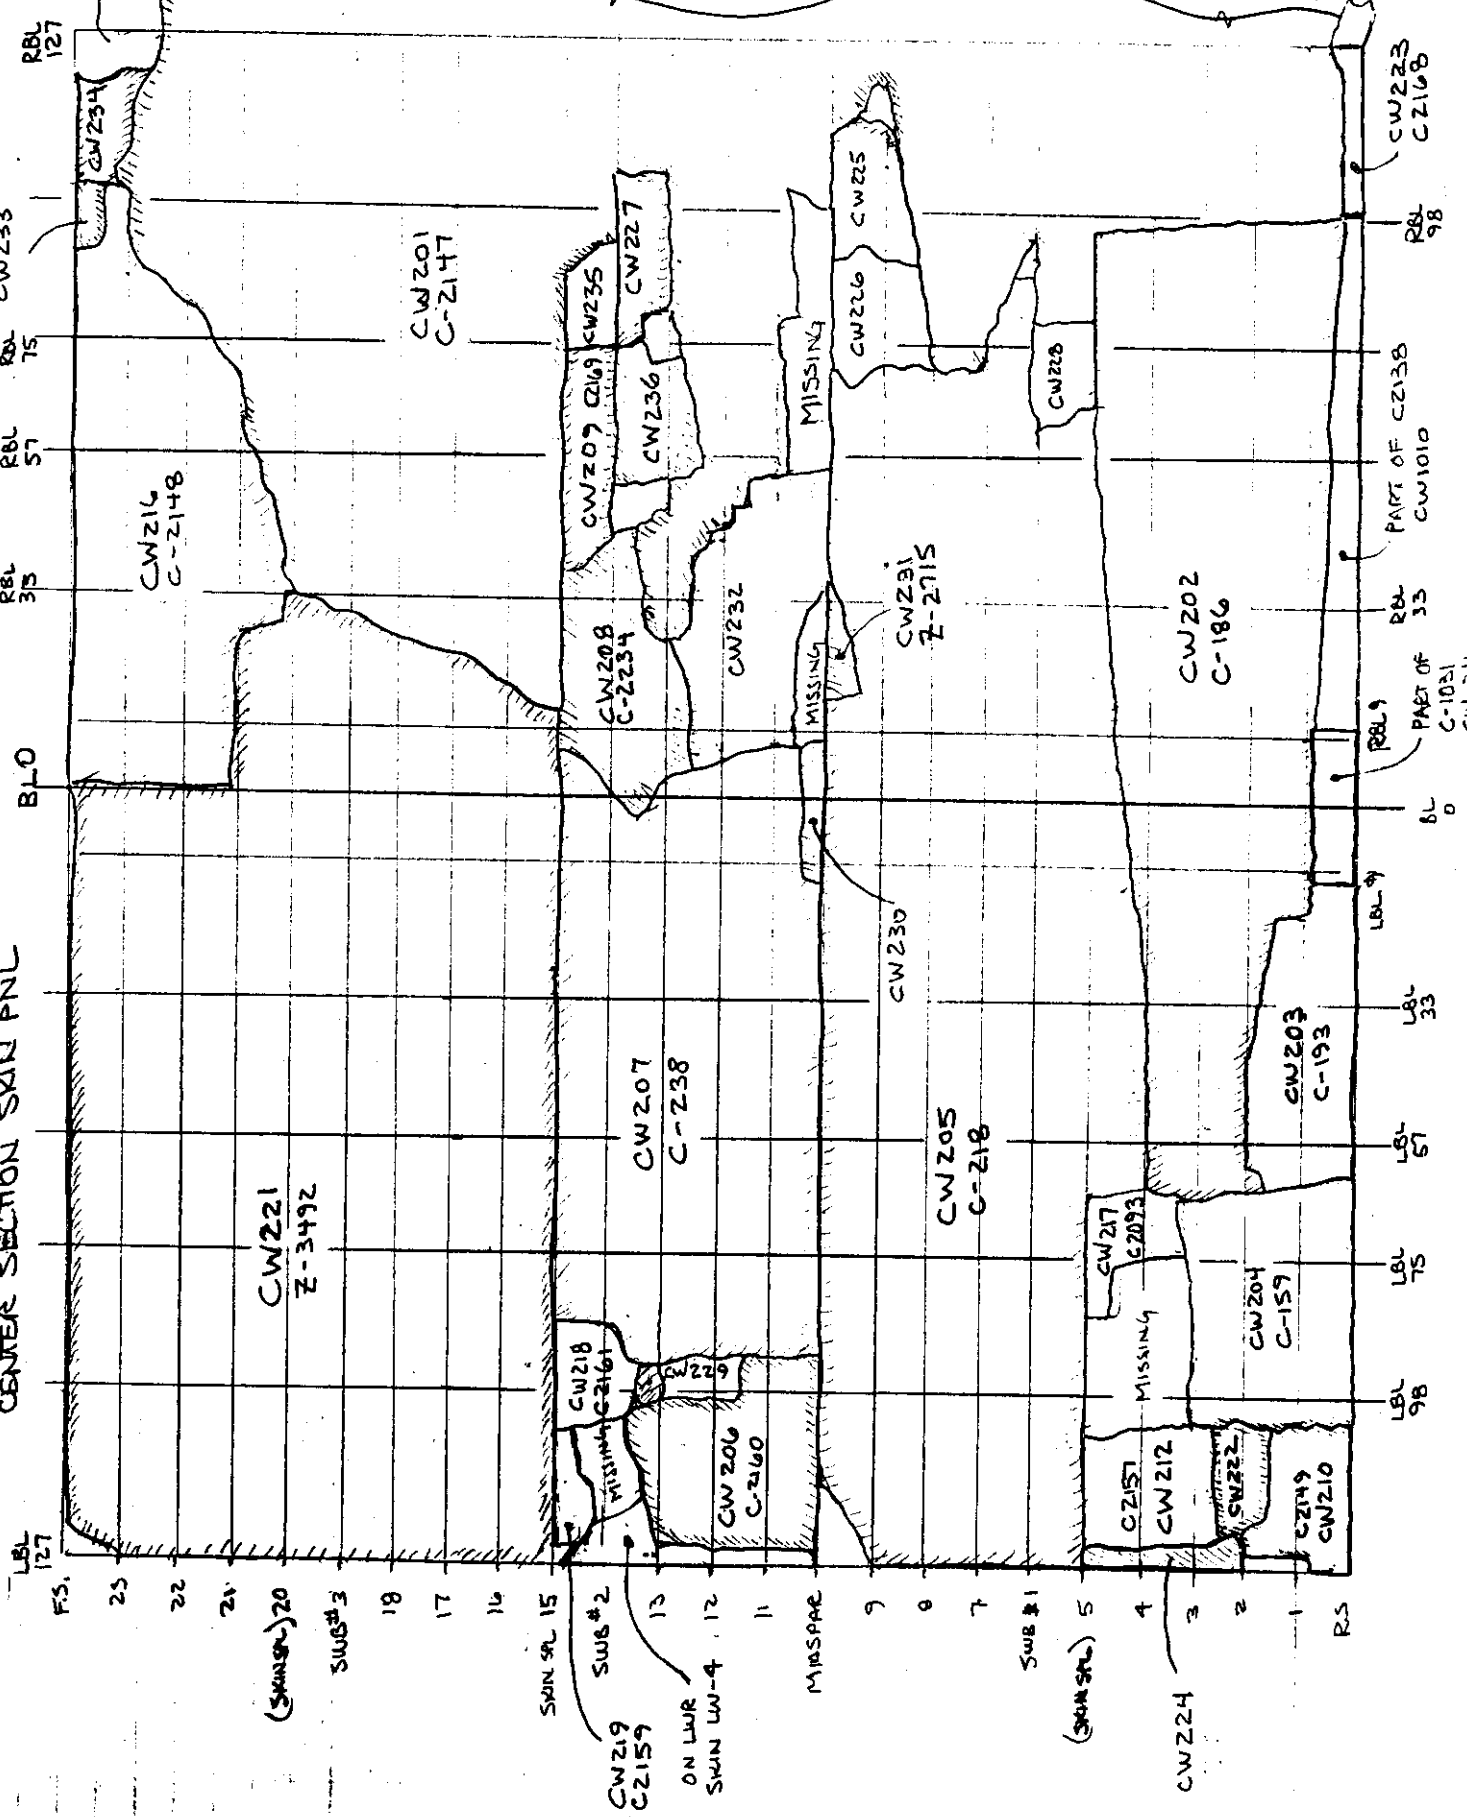 CENTER SECTION SKIN PNL
LBL
127
BLO
RBL
33
RBL
57
RBL
75
CW233
RBL
127
F.S.
23
22
21
(SKIN SPL) 20
SWB#3
18
17
16
SKIN SPL 15
SWB#2
13
12
11
MIDSPAR
9
8
7
SWB #1
(SKIN SPL) 5
4
3
2
1
RS
CW234
CW216
C-2148
CW201
C-2147
CW221
Z-3492
CW235
CW209 C2169
CW227
CW236
CW208
C-2234
CW232
MISSING
MISSING
CW207
C-238
CW218
C2161
MISSING
CW229
CW206
C-2160
CW219
C2159
ON LWR
SKIN LW-4
CW225
CW226
CW228
CW231
Z-2715
CW230
CW205
C-218
CW202
C-186
CW203
C-193
CW217
C2093
MISSING
CW204
C-159
C2157
CW212
CW222
C2149
CW210
CW224
LBL
98
LBL
75
LBL
57
LBL
33
LBL 9
BL
0
RBL 9
RBL
33
RBL
98
PART OF
C-1031
PART OF C2138
CW1010
CW223
C2168